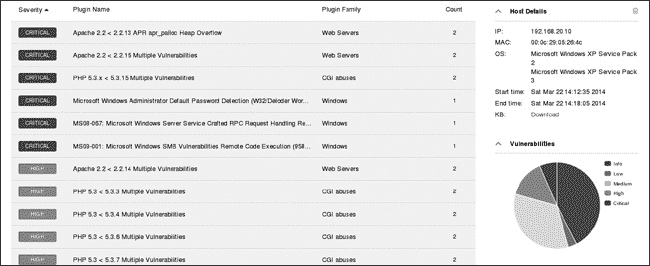 Severity Plugin Name Plugin Family Count
CRITICAL Apache 2.2 < 2.2.13 APR apr_palloc Heap Overflow Web Servers 2
CRITICAL Apache 2.2 < 2.2.15 Multiple Vulnerabilities Web Servers 2
CRITICAL PHP 5.3.x < 5.3.15 Multiple Vulnerabilities CGI abuses 2
CRITICAL Microsoft Windows Administrator Default Password Detection (W32/Deloder Wor... Windows 1
CRITICAL MS08-067: Microsoft Windows Server Service Crafted RPC Request Handling Re... Windows 1
CRITICAL MS09-001: Microsoft Windows SMB Vulnerabilities Remote Code Execution (958... Windows 1
HIGH Apache 2.2 < 2.2.14 Multiple Vulnerabilities Web Servers 2
HIGH PHP 5.3 < 5.3.3 Multiple Vulnerabilities CGI abuses 2
HIGH PHP 5.3 < 5.3.4 Multiple Vulnerabilities CGI abuses 2
HIGH PHP 5.3 < 5.3.6 Multiple Vulnerabilities CGI abuses 2
HIGH PHP 5.3 < 5.3.7 Multiple Vulnerabilities CGI abuses 2
Host Details
IP: 192.168.20.10
MAC: 00:0c:29:05:26:4c
OS: Microsoft Windows XP Service Pack
2
Microsoft Windows XP Service Pack
3
Start time: Sat Mar 22 14:12:35 2014
End time: Sat Mar 22 14:18:05 2014
KB: Download
Vulnerabilities
Info
Low
Medium
High
Critical